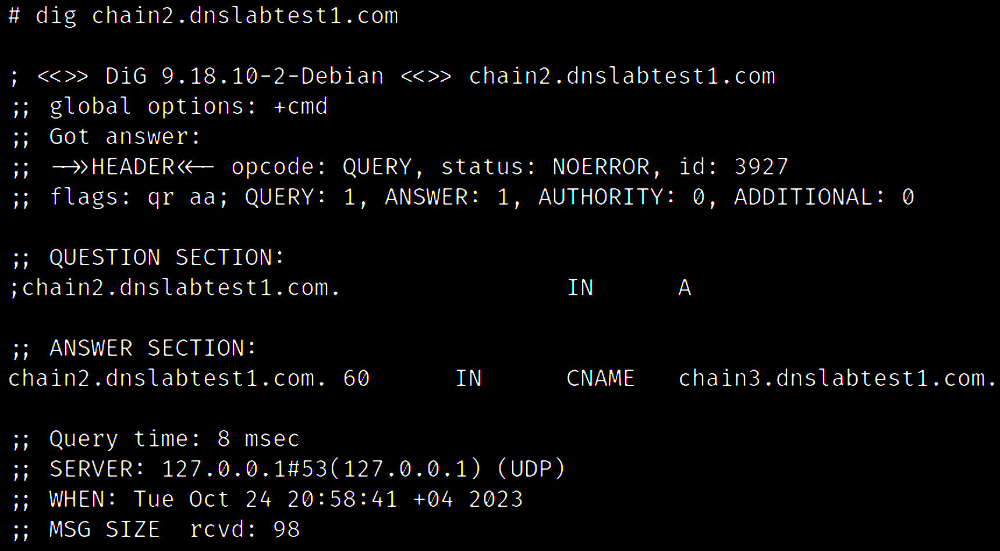 # dig chain2.dnslabtest1.com
; <<>> DiG 9.18.10-2-Debian <<>> chain2.dnslabtest1.com
;; global options: +cmd
;; Got answer:
;; ->>HEADER<<- opcode: QUERY, status: NOERROR, id: 3927
;; flags: qr aa; QUERY: 1, ANSWER: 1, AUTHORITY: 0, ADDITIONAL: 0
;; QUESTION SECTION:
;chain2.dnslabtest1.com. IN A
;; ANSWER SECTION:
chain2.dnslabtest1.com. 60 IN CNAME chain3.dnslabtest1.com.
;; Query time: 8 msec
;; SERVER: 127.0.0.1#53(127.0.0.1) (UDP)
;; WHEN: Tue Oct 24 20:58:41 +04 2023
;; MSG SIZE rcvd: 98